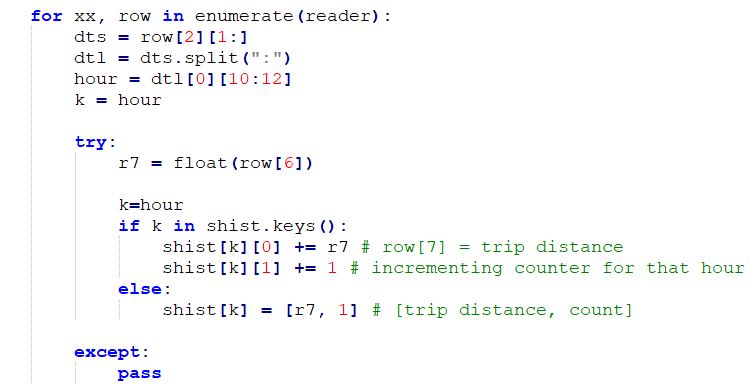 for xx, row in enumerate(reader):
    dts = row[2][1:]
    dtl = dts.split(":")
    hour = dtl[0][10:12]
    k = hour

    try:
        r7 = float(row[6])

        k=hour
        if k in shist.keys():
            shist[k][0] += r7 # row[7] = trip distance
            shist[k][1] += 1 # incrementing counter for that hour
        else:
            shist[k] = [r7, 1] # [trip distance, count]

    except:
        pass